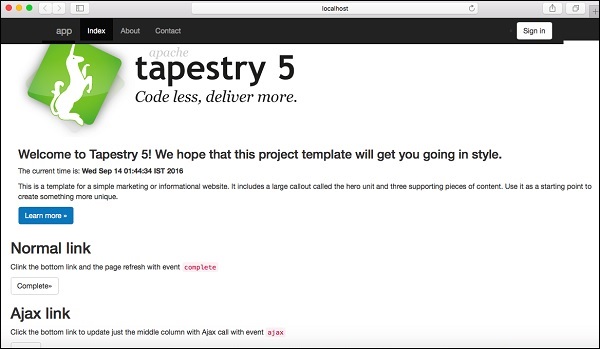 localhost
app Index About Contact Sign in
apache
tapestry 5
Code less, deliver more.
Welcome to Tapestry 5! We hope that this project template will get you going in style.
The current time is: Wed Sep 14 01:44:34 IST 2016
This is a template for a simple marketing or informational website. It includes a large callout called the hero unit and three supporting pieces of content. Use it as a starting point to
create something more unique.
Learn more »
Normal link
Clink the bottom link and the page refresh with event complete
Complete»
Ajax link
Click the bottom link to update just the middle column with Ajax call with event ajax